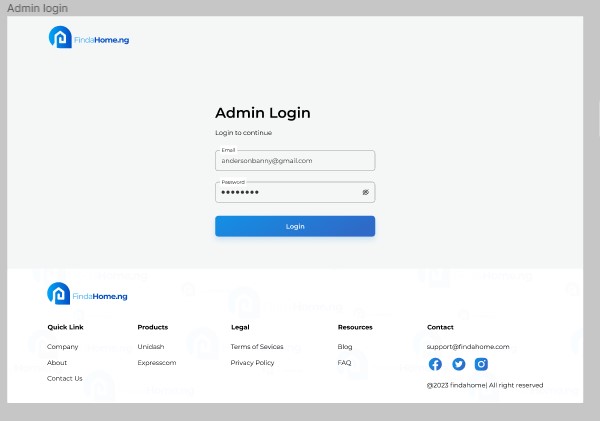 Admin login
FindaHome.ng
Admin Login
Login to continue
Email
andersonbanny@gmail.com
Password
Login
FindaHome.ng
Quick Link
Company
About
Contact Us
Products
Unidash
Expresscom
Legal
Terms of Sevices
Privacy Policy
Resources
Blog
FAQ
Contact
support@findahome.com
@2023 findahome| All right reserved